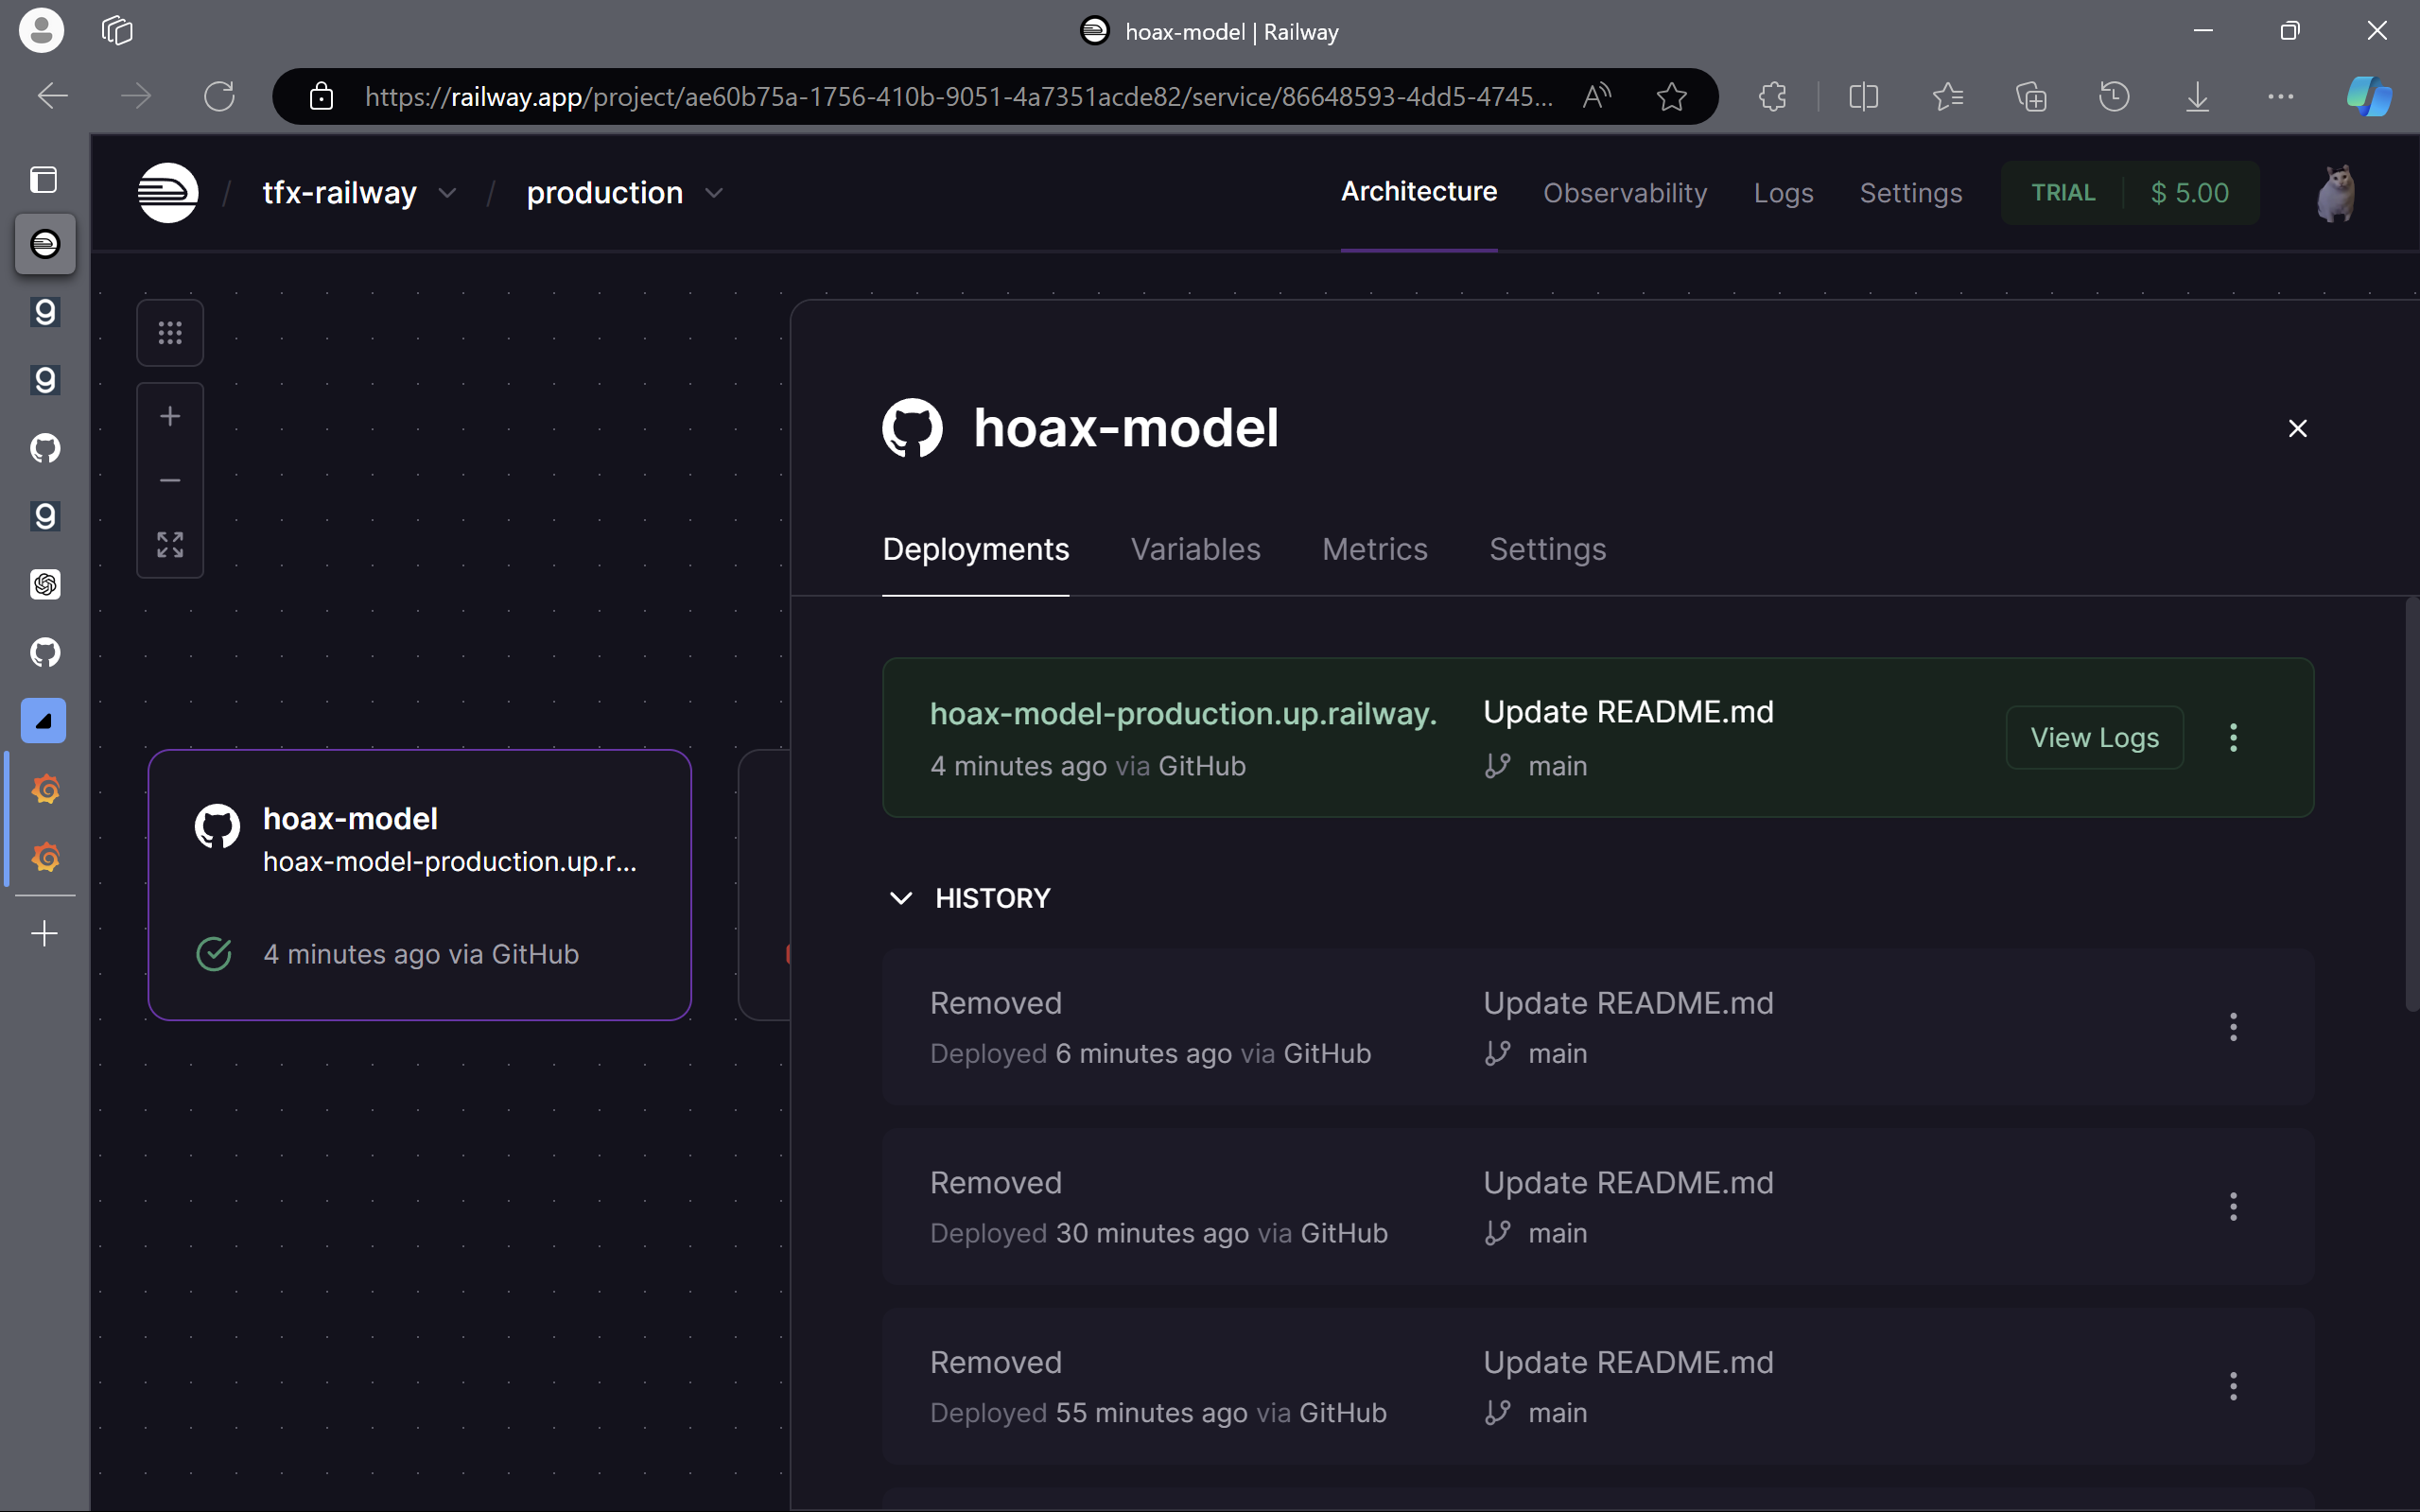 hoax-model | Railway
https://railway.app/project/ae60b75a-1756-410b-9051-4a7351acde82/service/86648593-4dd5-4745...
tfx-railway
production
Architecture
Observability
Logs
Settings
TRIAL
$ 5.00
hoax-model
Deployments
Variables
Metrics
Settings
hoax-model-production.up.railway.
Update README.md
4 minutes ago via GitHub
main
View Logs
hoax-model
hoax-model-production.up.r...
4 minutes ago via GitHub
HISTORY
Removed
Update README.md
Deployed 6 minutes ago via GitHub
main
Removed
Update README.md
Deployed 30 minutes ago via GitHub
main
Removed
Update README.md
Deployed 55 minutes ago via GitHub
main